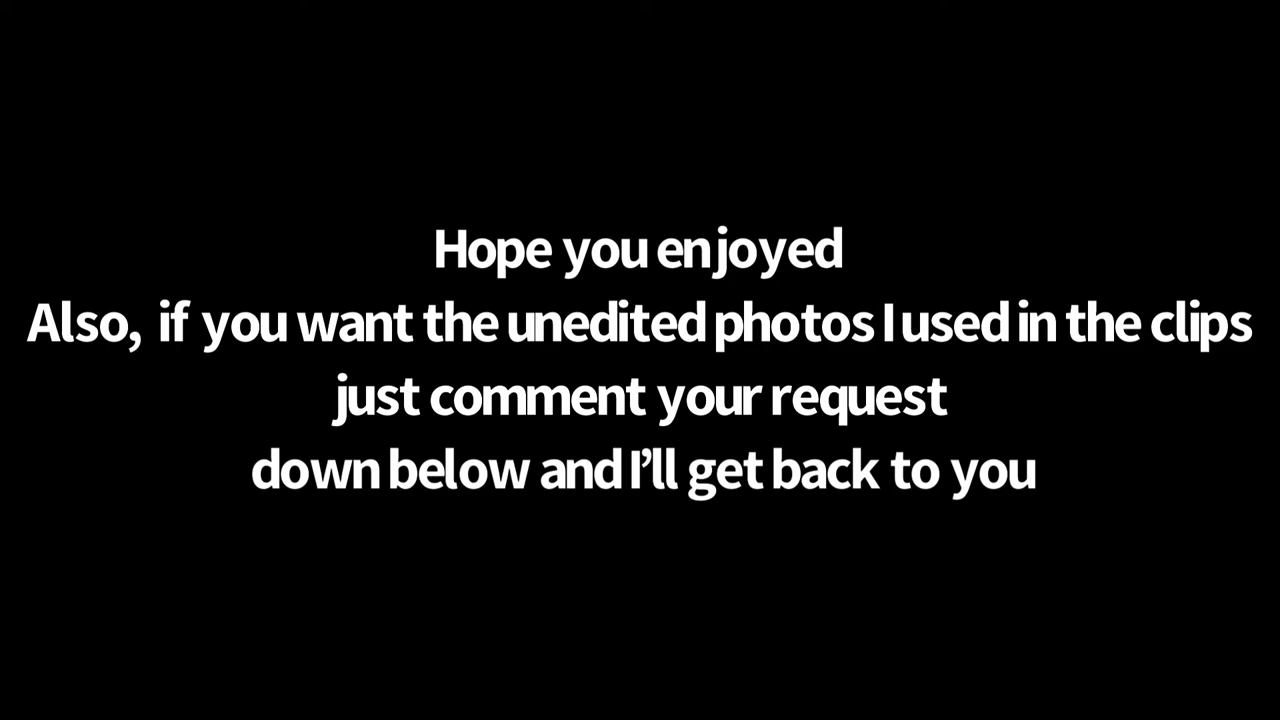 Hope you enjoyed
Also, if you want the unedited photos I used in the clips
just comment your request
down below and I’ll get back to you